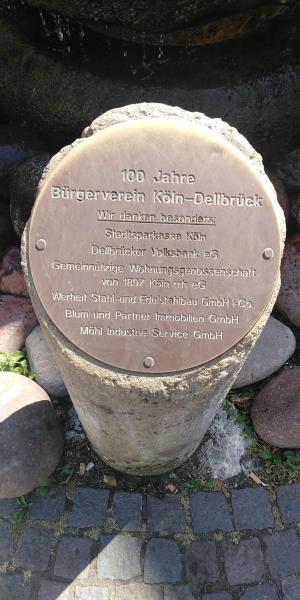 100 Jahre
Bürgerverein Köln-Dellbrück
Wir danken besonders:
Stadtsparkasse Köln
Dellbrücker Volksbank eG
Gemeinnützige Wohnungsgenossenschaft
von 1897 Köln rrh eG
Werheit Stahl-und Edelstahlbau GmbH+Co.
Blum und Partner Immobilien GmbH
Möhl Industrie Service GmbH